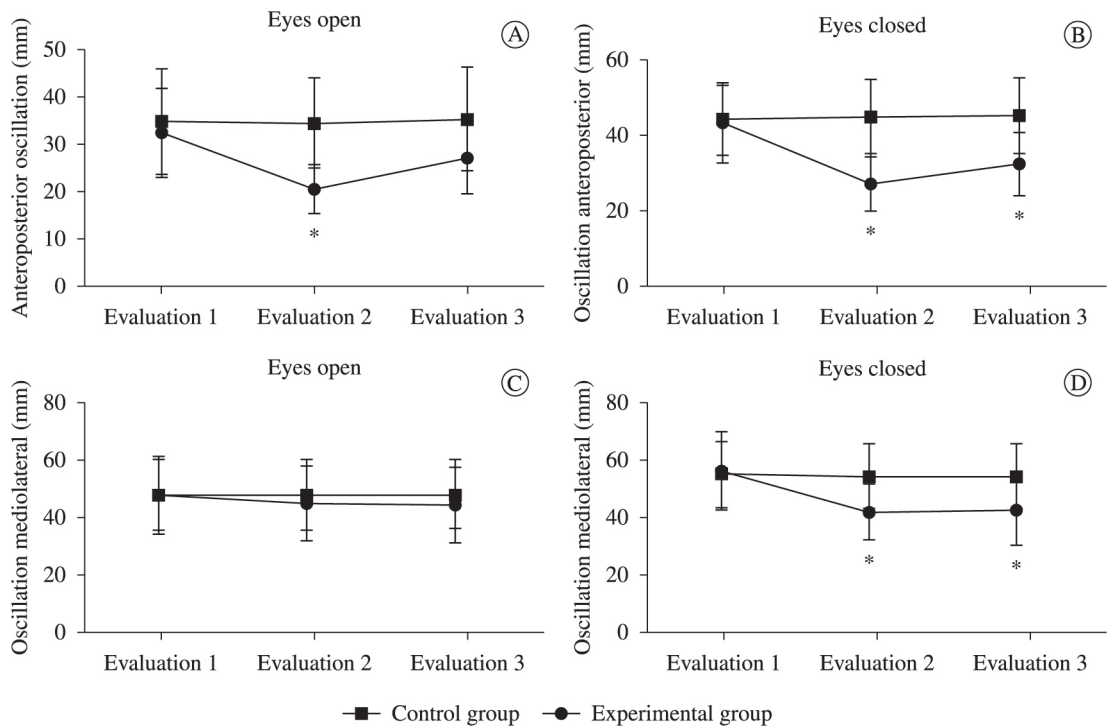 Eyes open
A
Anteroposterior oscillation (mm)
50
40
30
20
10
0
*
Evaluation 1 Evaluation 2 Evaluation 3
Eyes closed
B
Oscillation anteroposterior (mm)
60
40
20
0
* *
Evaluation 1 Evaluation 2 Evaluation 3
Eyes open
C
Oscillation mediolateral (mm)
80
60
40
20
0
Evaluation 1 Evaluation 2 Evaluation 3
Eyes closed
D
Oscillation mediolateral (mm)
80
60
40
20
0
* *
Evaluation 1 Evaluation 2 Evaluation 3
Control group Experimental group